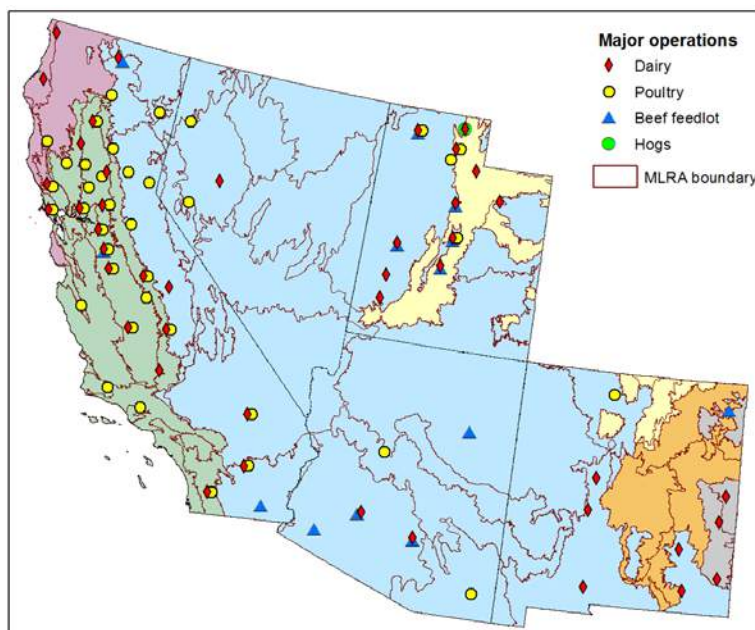 Major operations
Dairy
Poultry
Beef feedlot
Hogs
MLRA boundary